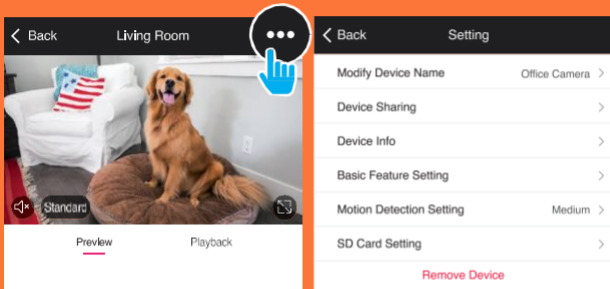 Back
Living Room
Standard
Preview
Playback
Back
Setting
Modify Device Name
Office Camera
Device Sharing
Device Info
Basic Feature Setting
Motion Detection Setting
Medium
SD Card Setting
Remove Device